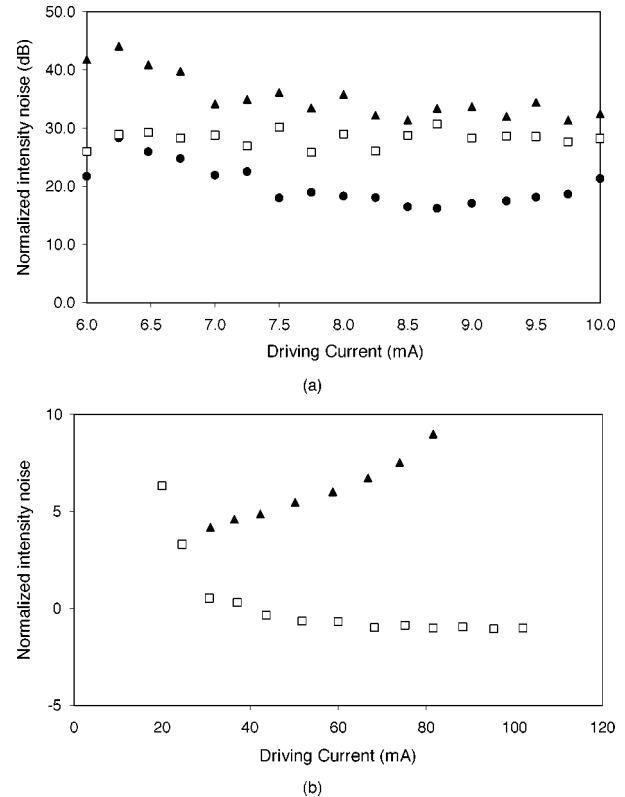 50.0
40.0
30.0
20.0
10.0
0.0
Normalized intensity noise (dB)
6.0 6.5 7.0 7.5 8.0 8.5 9.0 9.5 10.0
Driving Current (mA)
(a)
10
5
0
-5
Normalized intensity noise
0 20 40 60 80 100 120
Driving Current (mA)
(b)